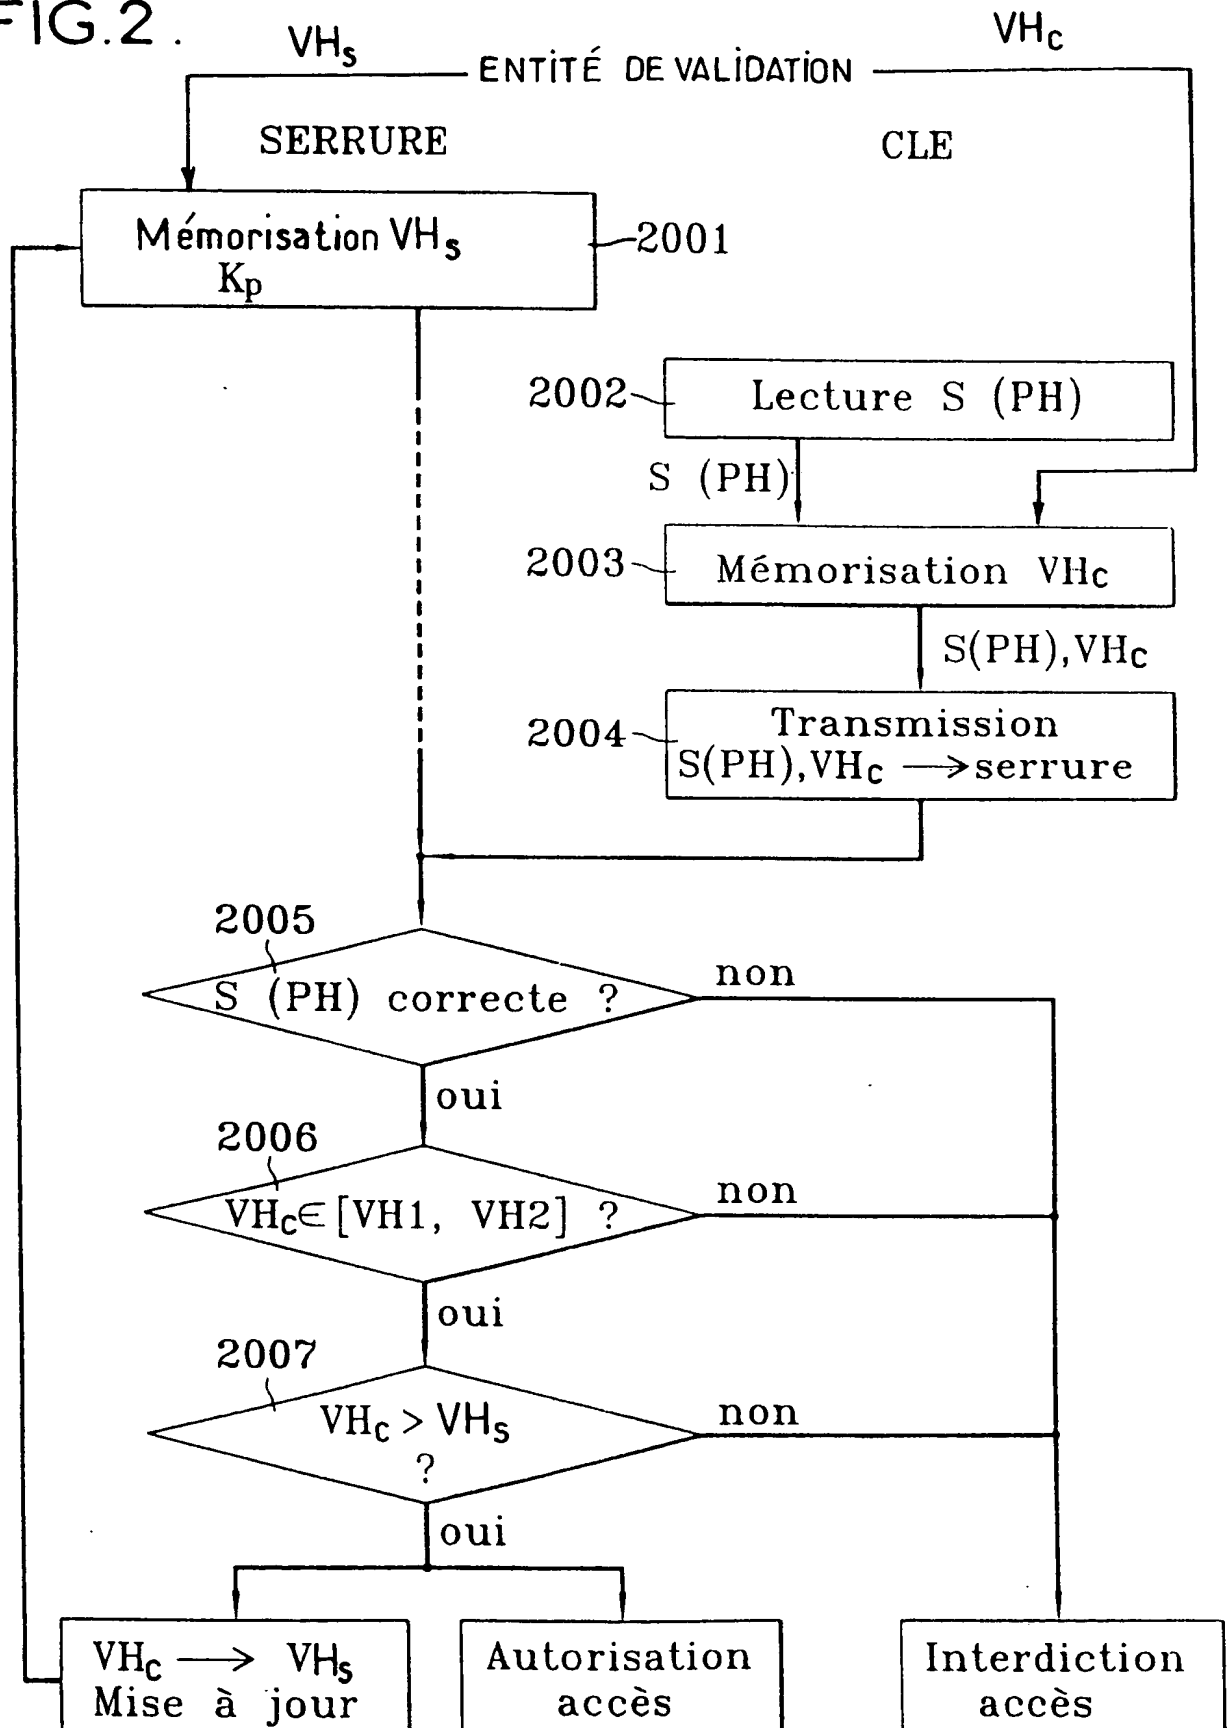 FIG.2.
VHs
VHc
ENTITÉ DE VALIDATION
SERRURE
CLE
Mémorisation VHs
Kp
2001
2002
Lecture S (PH)
S (PH)
2003
Mémorisation VHc
S(PH),VHc
2004
Transmission
S(PH),VHc → serrure
2005
S (PH) correcte ?
non
oui
2006
VHc∈[VH1, VH2] ?
non
oui
2007
VHc > VHs
?
non
oui
VHc → VHs
Mise à jour
Autorisation
accès
Interdiction
accès